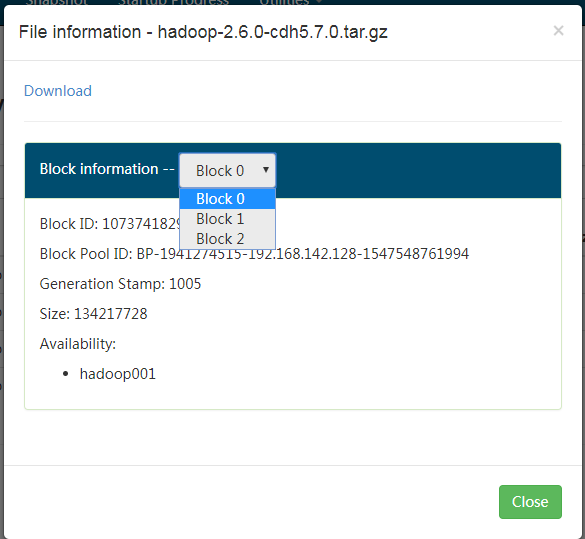 Snapshot Startup Progress Utilities
File information - hadoop-2.6.0-cdh5.7.0.tar.gz
×
Download
Block information -- Block 0
Block 0
Block 1
Block 2
Block ID: 107374182
Block Pool ID: BP-1941274515-192.168.142.128-1547548761994
Generation Stamp: 1005
Size: 134217728
Availability:
hadoop001
Close